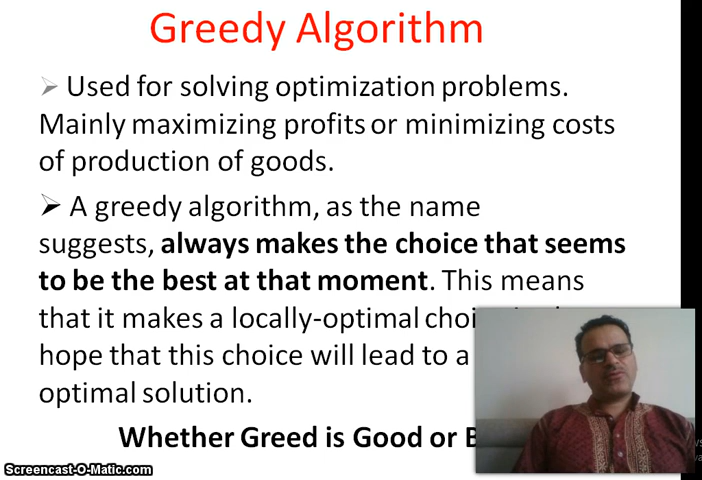 Greedy Algorithm
➢ Used for solving optimization problems.
Mainly maximizing profits or minimizing costs
of production of goods.
➢ A greedy algorithm, as the name
suggests, always makes the choice that seems
to be the best at that moment. This means
that it makes a locally-optimal
hope that this choice will lead to a
optimal solution.
Whether Greed is Good or
Screencast-O-Matic.com